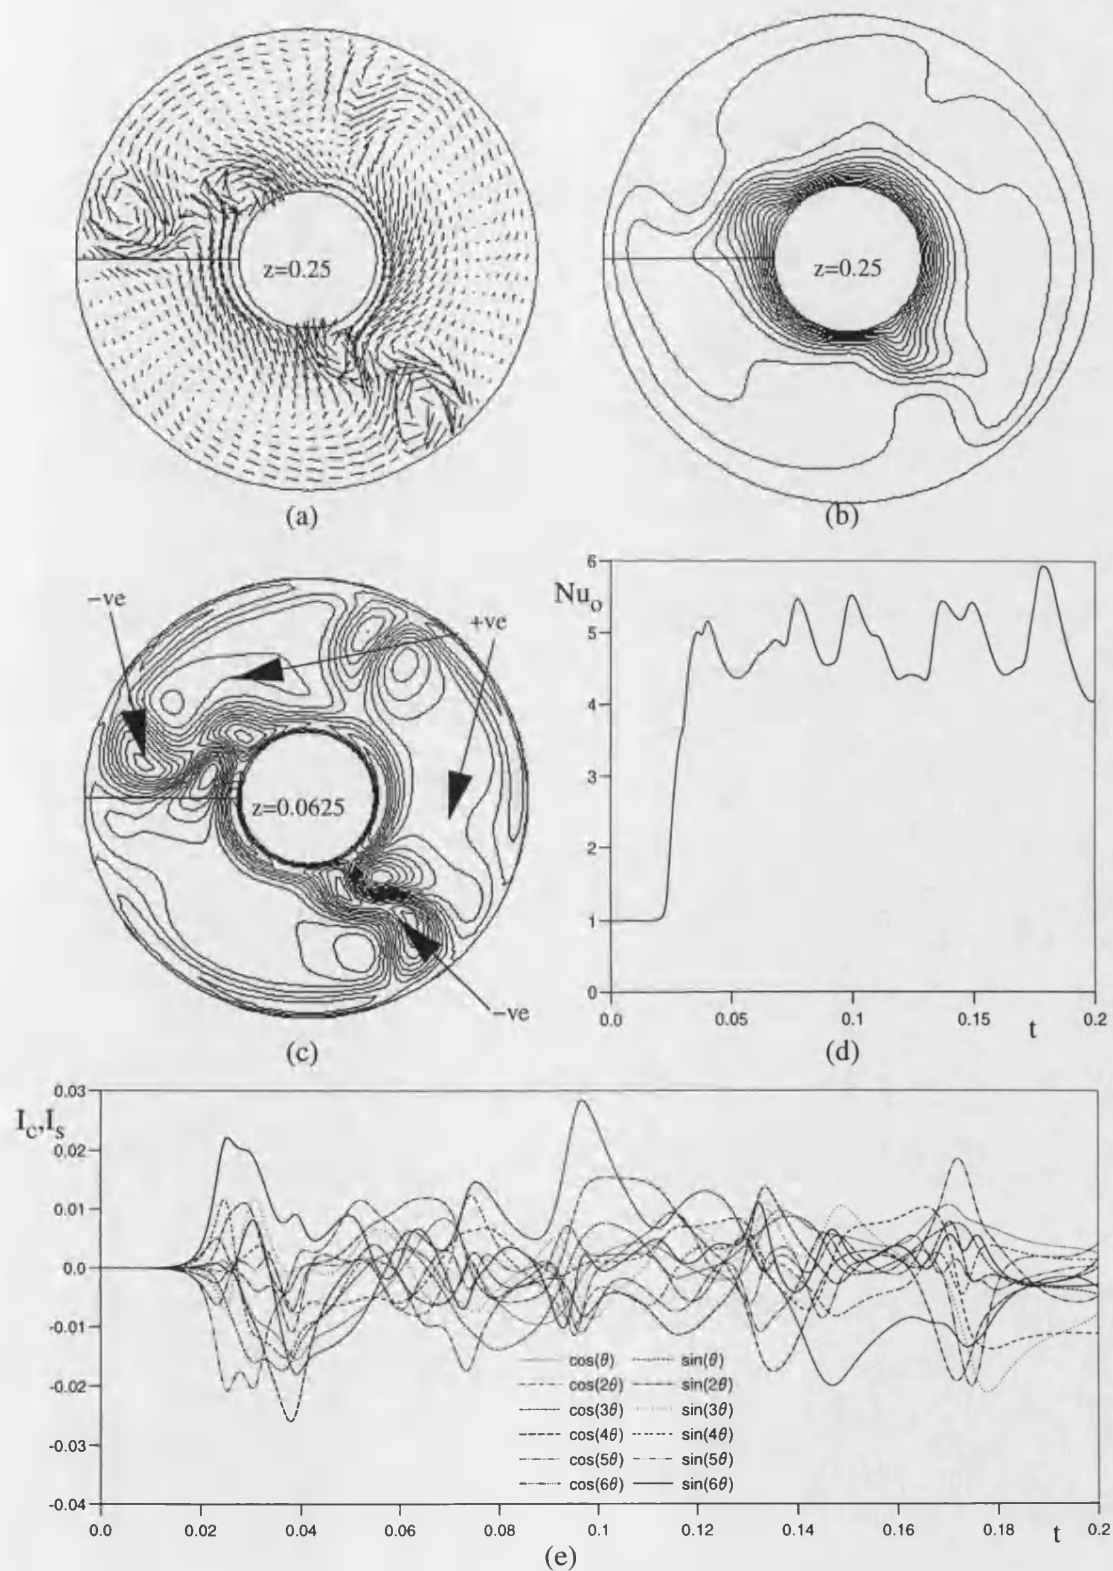 z=0.25
z=0.25
(a)
(b)
−ve
+ve
z=0.0625
−ve
(c)
Nu₀
6
5
4
3
2
1
0
0.0 0.05 0.1 0.15 t 0.2
(d)
I_c,I_s
0.03
0.02
0.01
0.0
-0.01
-0.02
-0.03
-0.04
cos(θ) sin(θ)
cos(2θ) sin(2θ)
cos(3θ) sin(3θ)
cos(4θ) sin(4θ)
cos(5θ) sin(5θ)
cos(6θ) sin(6θ)
0.0 0.02 0.04 0.06 0.08 0.1 0.12 0.14 0.16 0.18 t 0.2
(e)